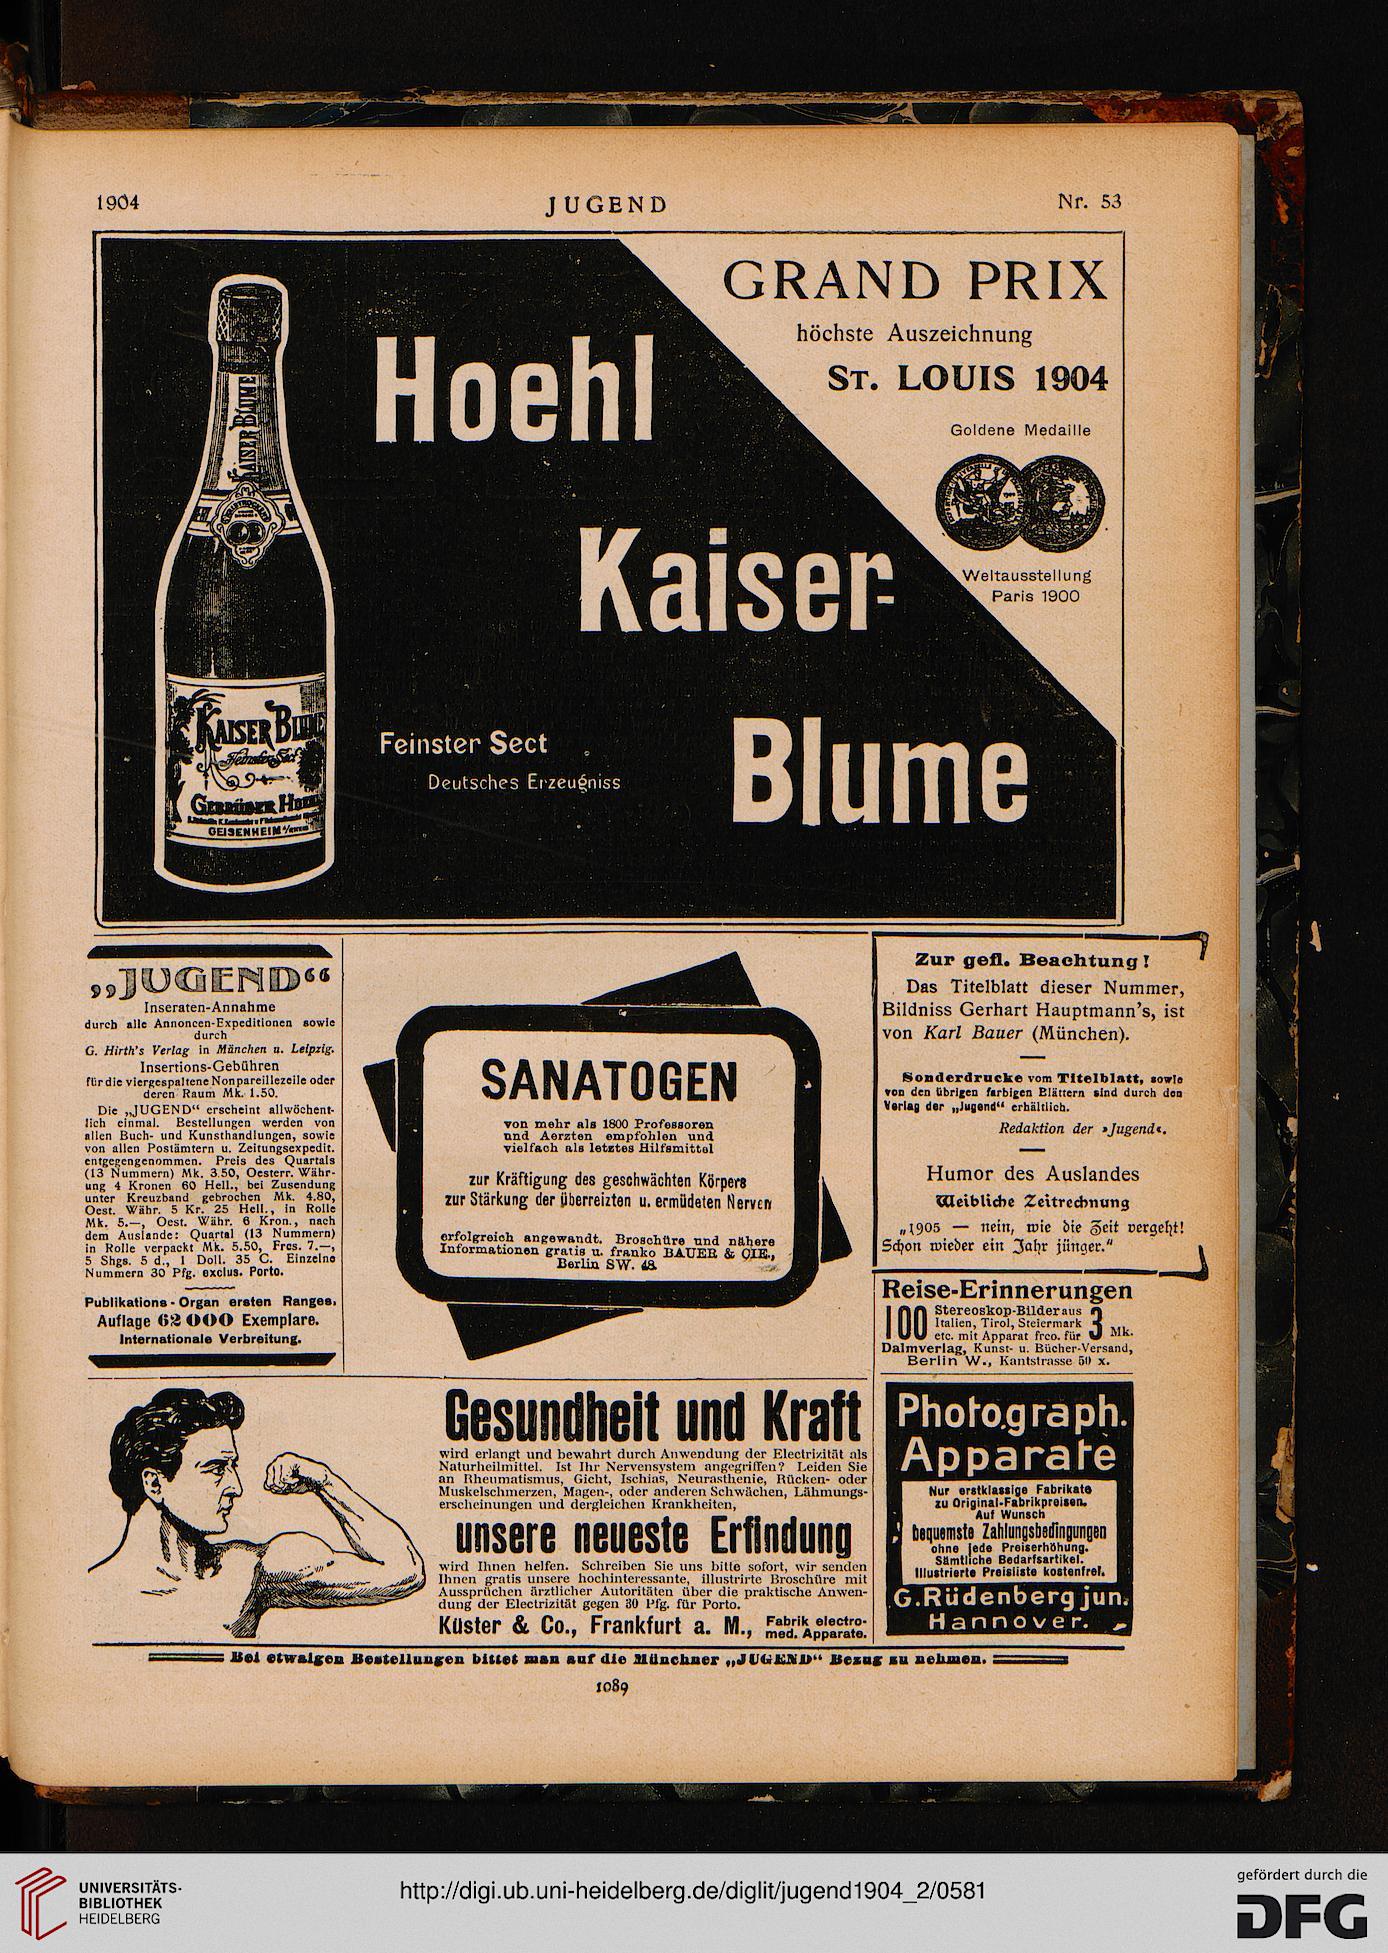 1904
JUGEND
Nr. 53
GRAND PRIX
höchste Auszeichnung
ST. LOUIS 1904
Goldene Medaille
Weltausstellung
Paris 1900
Hoehl
Kaiser-
Blume
Feinster Sect
Deutsches Erzeugniss
KAISER BLUME
KAISER BLUME
Feinster Sect
GEBRÜDER
GEISENHEIM
„JUGEND“
Inseraten-Annahme
durch alle Annoncen-Expeditionen sowie
durch
G. Hirth's Verlag in München u. Leipzig.
Insertions-Gebühren
für die viergespaltene Nonpareillezeile oder
deren Raum Mk. 1.50.
Die „JUGEND“ erscheint allwöchent-
lich einmal. Bestellungen werden von
allen Buch- und Kunsthandlungen, sowie
von allen Postämtern u. Zeitungsexpedit.
entgegengenommen. Preis des Quartals
(13 Nummern) Mk. 3.50, Oesterr. Währ-
ung 4 Kronen 60 Hell., bei Zusendung
unter Kreuzband gebrochen Mk. 4.80,
Oest. Währ. 5 Kr. 25 Hell., in Rolle
Mk. 5.—, Oest. Währ. 6 Kron., nach
dem Auslande: Quartal (13 Nummern)
in Rolle verpackt Mk. 5.50, Frcs. 7.—,
5 Shgs. 5 d., 1 Doll. 35 C. Einzelne
Nummern 30 Pfg. exclus. Porto.
Publikations-Organ ersten Ranges.
Auflage 62000 Exemplare.
Internationale Verbreitung.
SANATOGEN
von mehr als 1800 Professoren
und Aerzten empfohlen und
vielfach als letztes Hilfsmittel
zur Kräftigung des geschwächten Körpers
zur Stärkung der überreizten u. ermüdeten Nerven
erfolgreich angewandt. Broschüre und nähere
Informationen gratis u. franko BAUER & CIE.,
Berlin SW. 48.
Zur gefl. Beachtung!
Das Titelblatt dieser Nummer,
Bildniss Gerhart Hauptmann's, ist
von Karl Bauer (München).
Sonderdrucke vom Titelblatt, sowie
von den übrigen farbigen Blättern sind durch den
Verlag der „Jugend“ erhältlich.
Redaktion der »Jugend«.
Humor des Auslandes
Weibliche Zeitrechnung
„1905 — nein, wie die Zeit vergeht!
Schon wieder ein Jahr jünger.“
Reise-Erinnerungen
100 Stereoskop-Bilder aus
Italien, Tirol, Steiermark
etc. mit Apparat frco. für 3 Mk.
Dalmverlag, Kunst- u. Bücher-Versand,
Berlin W., Kantstrasse 50 x.
Gesundheit und Kraft
wird erlangt und bewahrt durch Anwendung der Electrizität als
Naturheilmittel. Ist Ihr Nervensystem angegriffen? Leiden Sie
an Rheumatismus, Gicht, Ischias, Neurasthenie, Rücken- oder
Muskelschmerzen, Magen-, oder anderen Schwächen, Lähmungs-
erscheinungen und dergleichen Krankheiten,
unsere neueste Erfindung
wird Ihnen helfen. Schreiben Sie uns bitte sofort, wir senden
Ihnen gratis unsere hochinteressante, illustrirte Broschüre mit
Aussprüchen ärztlicher Autoritäten über die praktische Anwen-
dung der Electrizität gegen 30 Pfg. für Porto.
Küster & Co., Frankfurt a. M., Fabrik electro-
med. Apparate.
Photograph.
Apparate
Nur erstklassige Fabrikate
zu Original-Fabrikpreisen.
Auf Wunsch
bequemste Zahlungsbedingungen
ohne jede Preiserhöhung.
Sämtliche Bedarfsartikel.
Illustrierte Preisliste kostenfrei.
G. Rüdenberg jun.
Hannover.
Bei etwaigen Bestellungen bittet man auf die Münchner „JUGEND“ Bezug zu nehmen.
1089
UNIVERSITÄTS-
BIBLIOTHEK
HEIDELBERG
http://digi.ub.uni-heidelberg.de/diglit/jugend1904_2/0581
gefördert durch die
DFG